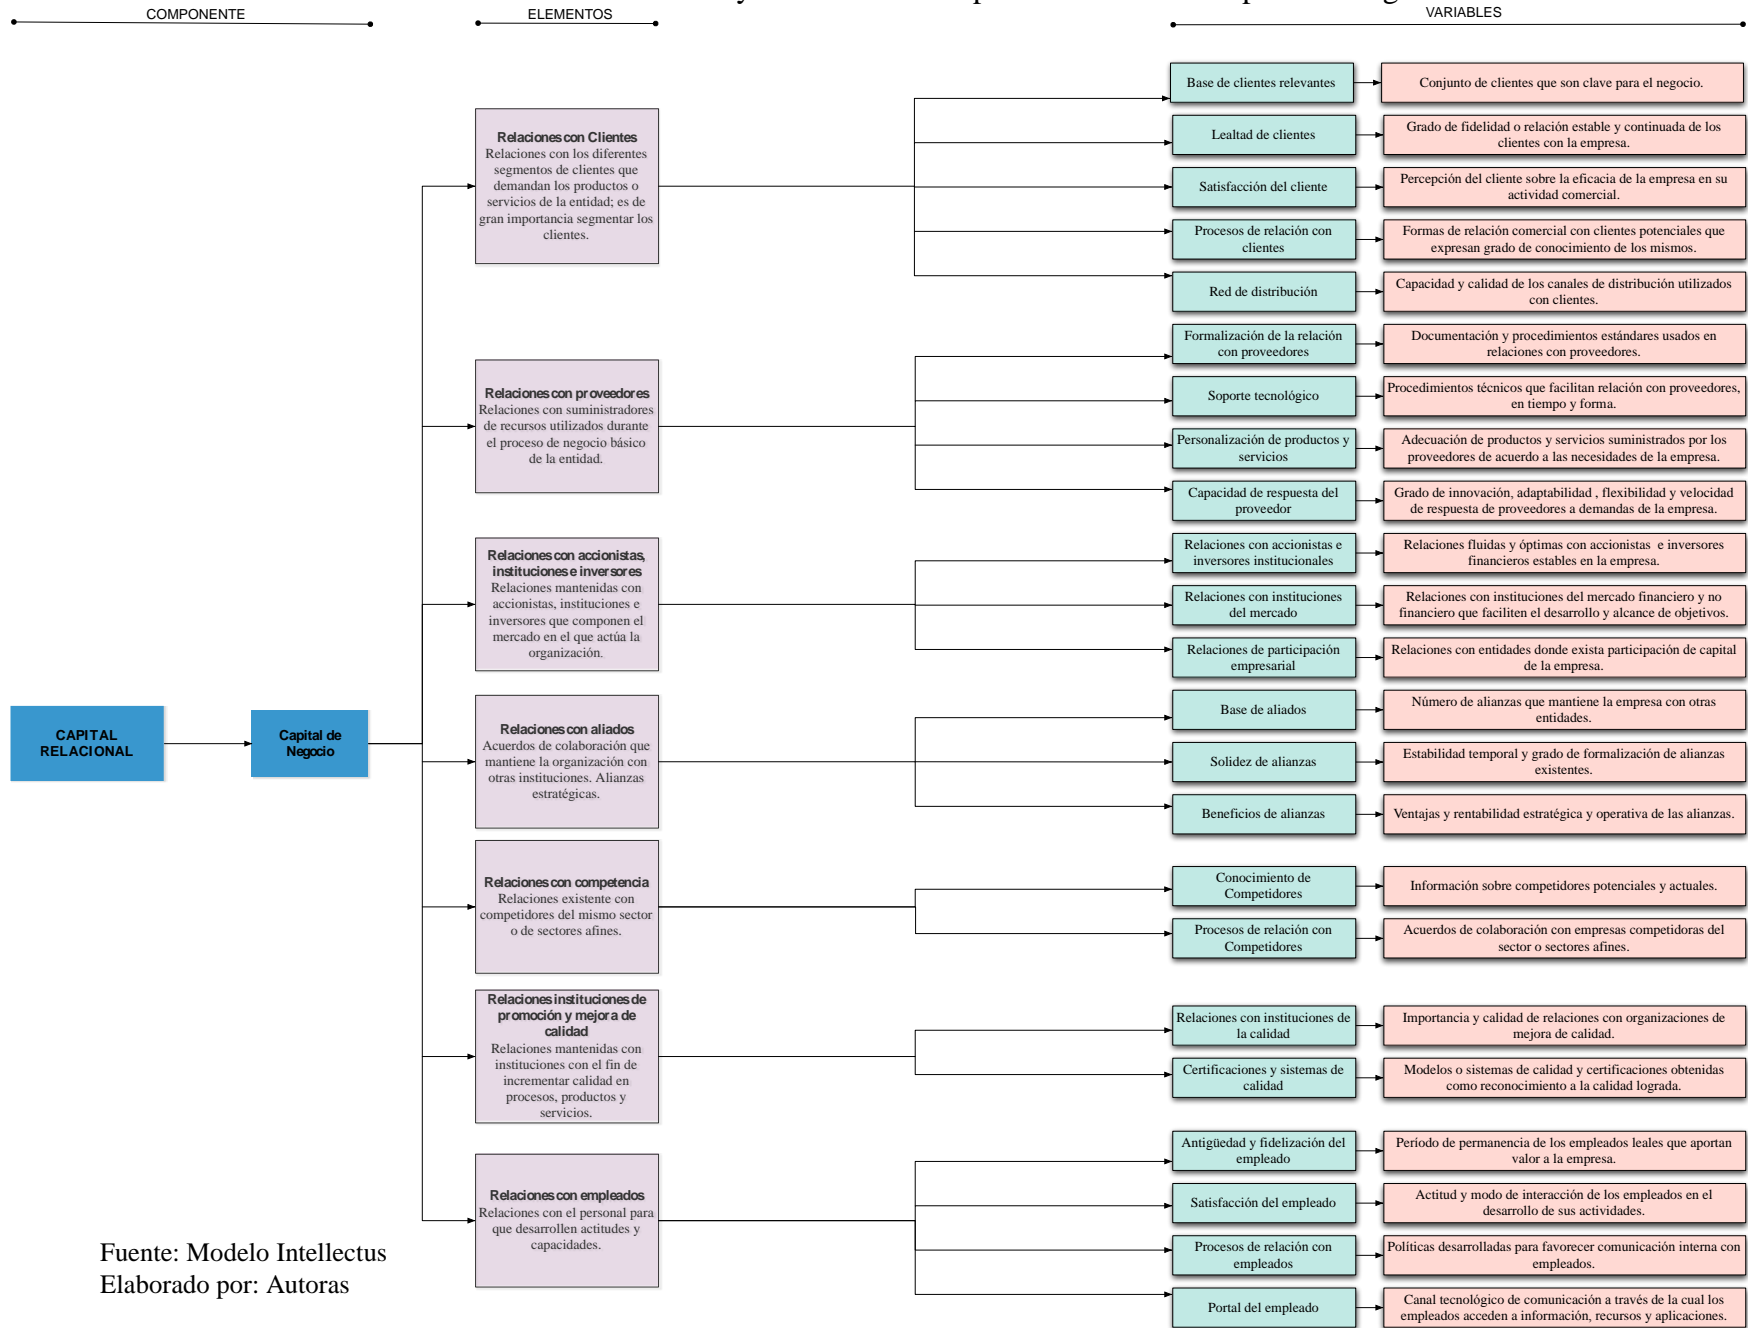 COMPONENTE
ELEMENTOS
VARIABLES
CAPITAL
RELACIONAL
Capital de
Negocio
Relaciones con Clientes
Relaciones con los diferentes
segmentos de clientes que
demandan los productos o
servicios de la entidad; es de
gran importancia segmentar los
clientes.
Base de clientes relevantes
Conjunto de clientes que son clave para el negocio.
Lealtad de clientes
Grado de fidelidad o relación estable y continuada de los
clientes con la empresa.
Satisfacción del cliente
Percepción del cliente sobre la eficacia de la empresa en su
actividad comercial.
Procesos de relación con
clientes
Formas de relación comercial con clientes potenciales que
expresan grado de conocimiento de los mismos.
Red de distribución
Capacidad y calidad de los canales de distribución utilizados
con clientes.
Relaciones con proveedores
Relaciones con suministradores
de recursos utilizados durante
el proceso de negocio básico
de la entidad.
Formalización de la relación
con proveedores
Documentación y procedimientos estándares usados en
relaciones con proveedores.
Soporte tecnológico
Procedimientos técnicos que facilitan relación con proveedores,
en tiempo y forma.
Personalización de productos y
servicios
Adecuación de productos y servicios suministrados por los
proveedores de acuerdo a las necesidades de la empresa.
Capacidad de respuesta del
proveedor
Grado de innovación, adaptabilidad , flexibilidad y velocidad
de respuesta de proveedores a demandas de la empresa.
Relaciones con accionistas,
instituciones e inversores
Relaciones mantenidas con
accionistas, instituciones e
inversores que componen el
mercado en el que actúa la
organización.
Relaciones con accionistas e
inversores institucionales
Relaciones fluidas y óptimas con accionistas e inversores
financieros estables en la empresa.
Relaciones con instituciones
del mercado
Relaciones con instituciones del mercado financiero y no
financiero que faciliten el desarrollo y alcance de objetivos.
Relaciones de participación
empresarial
Relaciones con entidades donde exista participación de capital
de la empresa.
Relaciones con aliados
Acuerdos de colaboración que
mantiene la organización con
otras instituciones. Alianzas
estratégicas.
Base de aliados
Número de alianzas que mantiene la empresa con otras
entidades.
Solidez de alianzas
Estabilidad temporal y grado de formalización de alianzas
existentes.
Beneficios de alianzas
Ventajas y rentabilidad estratégica y operativa de las alianzas.
Relaciones con competencia
Relaciones existente con
competidores del mismo sector
o de sectores afines.
Conocimiento de
Competidores
Información sobre competidores potenciales y actuales.
Procesos de relación con
Competidores
Acuerdos de colaboración con empresas competidoras del
sector o sectores afines.
Relaciones instituciones de
promoción y mejora de
calidad
Relaciones mantenidas con
instituciones con el fin de
incrementar calidad en
procesos, productos y
servicios.
Relaciones con instituciones de
la calidad
Importancia y calidad de relaciones con organizaciones de
mejora de calidad.
Certificaciones y sistemas de
calidad
Modelos o sistemas de calidad y certificaciones obtenidas
como reconocimiento a la calidad lograda.
Relaciones con empleados
Relaciones con el personal para
que desarrollen actitudes y
capacidades.
Antigüedad y fidelización del
empleado
Período de permanencia de los empleados leales que aportan
valor a la empresa.
Satisfacción del empleado
Actitud y modo de interacción de los empleados en el
desarrollo de sus actividades.
Procesos de relación con
empleados
Políticas desarrolladas para favorecer comunicación interna con
empleados.
Portal del empleado
Canal tecnológico de comunicación a través de la cual los
empleados acceden a información, recursos y aplicaciones.
Fuente: Modelo Intellectus
Elaborado por: Autoras